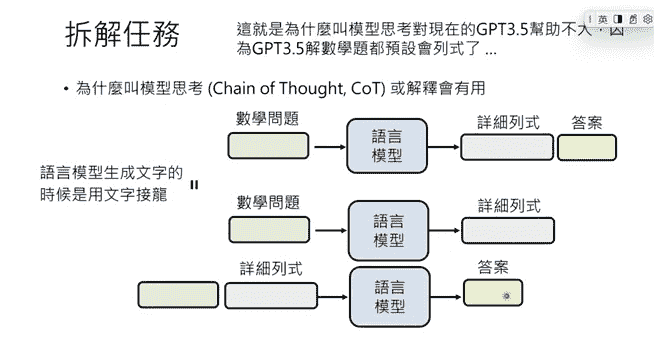 拆解任務
這就是為什麼叫模型思考對現在的GPT3.5幫助不大,因
為GPT3.5解數學題都預設會列式了 ...
英
• 為什麼叫模型思考 (Chain of Thought, CoT) 或解釋會有用
數學問題
語言
模型
詳細列式
答案
語言模型生成文字的
時候是用文字接龍
=
數學問題
語言
模型
詳細列式
詳細列式
語言
模型
答案